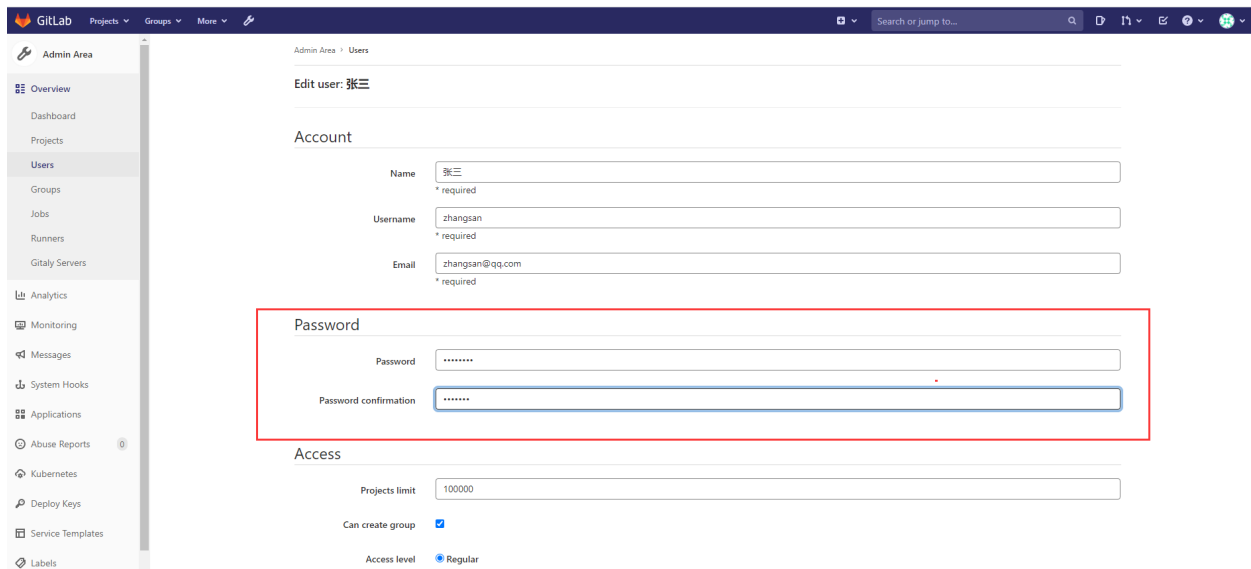 GitLab Projects Groups More Search or jump to...
Admin Area
Overview
Dashboard
Projects
Users
Groups
Jobs
Runners
Gitaly Servers
Analytics
Monitoring
Messages
System Hooks
Applications
Abuse Reports 0
Kubernetes
Deploy Keys
Service Templates
Labels
Admin Area > Users
Edit user: 张三
Account
Name 张三
* required
Username zhangsan
* required
Email zhangsan@qq.com
* required
Password
Password ••••••••
Password confirmation •••••••
Access
Projects limit 100000
Can create group
Access level Regular